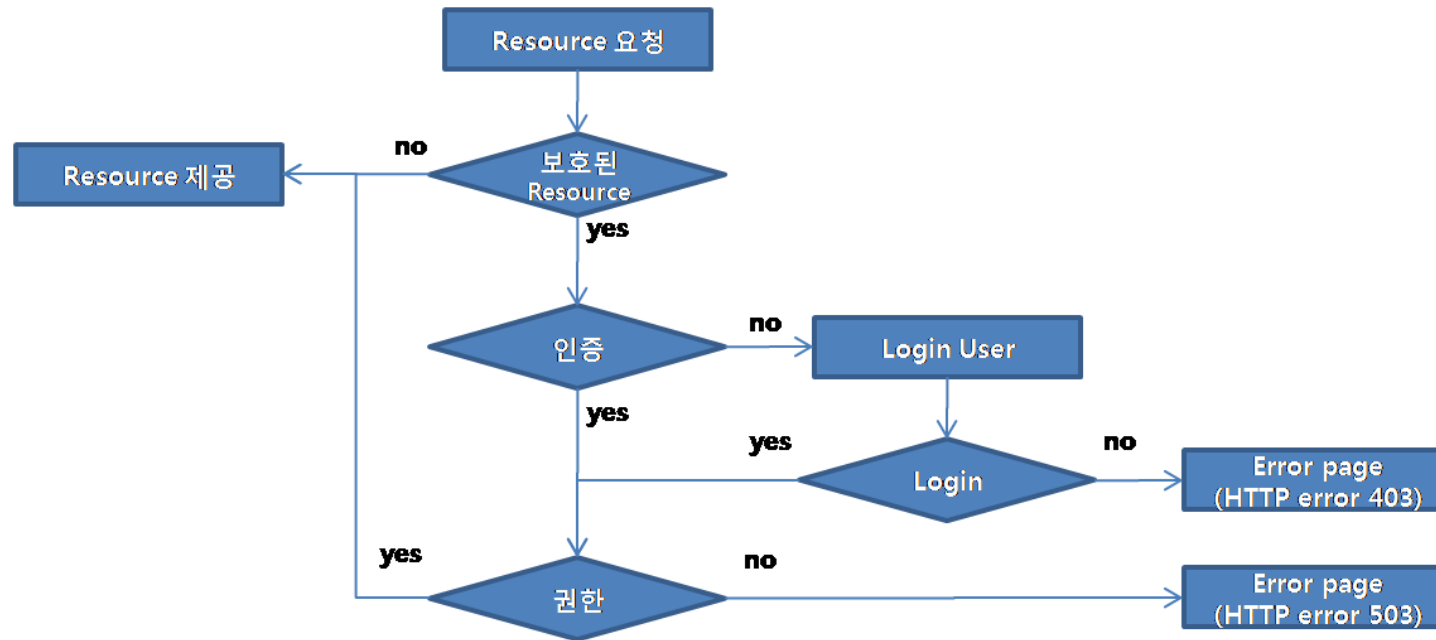 Resource 요청
no
보호된
Resource
Resource 제공
yes
인증
no
Login User
yes
yes
Login
no
Error page
(HTTP error 403)
yes
권한
no
Error page
(HTTP error 503)